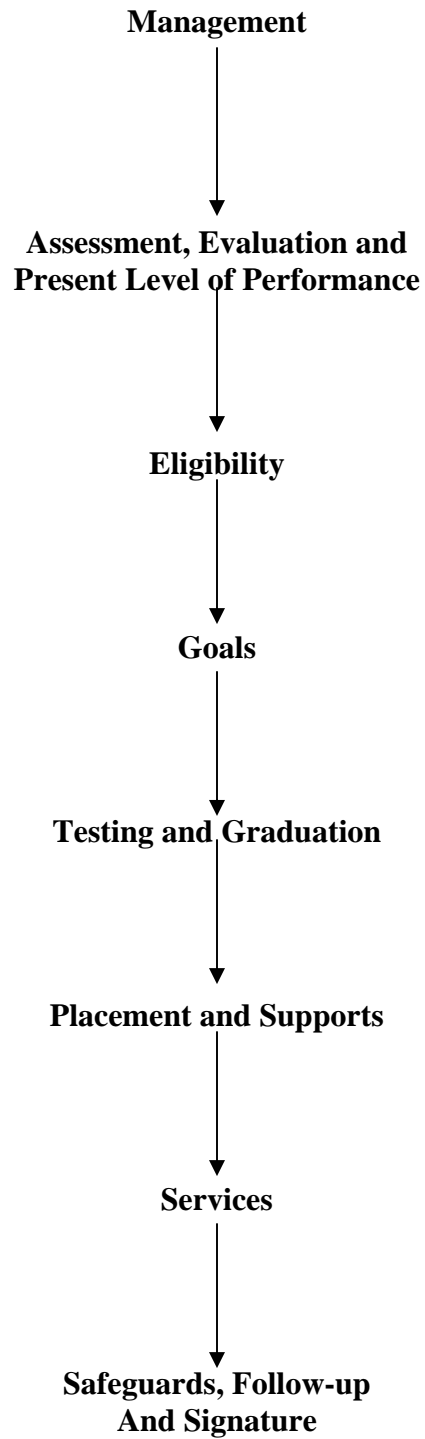 Management
Assessment, Evaluation and
Present Level of Performance
Eligibility
Goals
Testing and Graduation
Placement and Supports
Services
Safeguards, Follow-up
And Signature